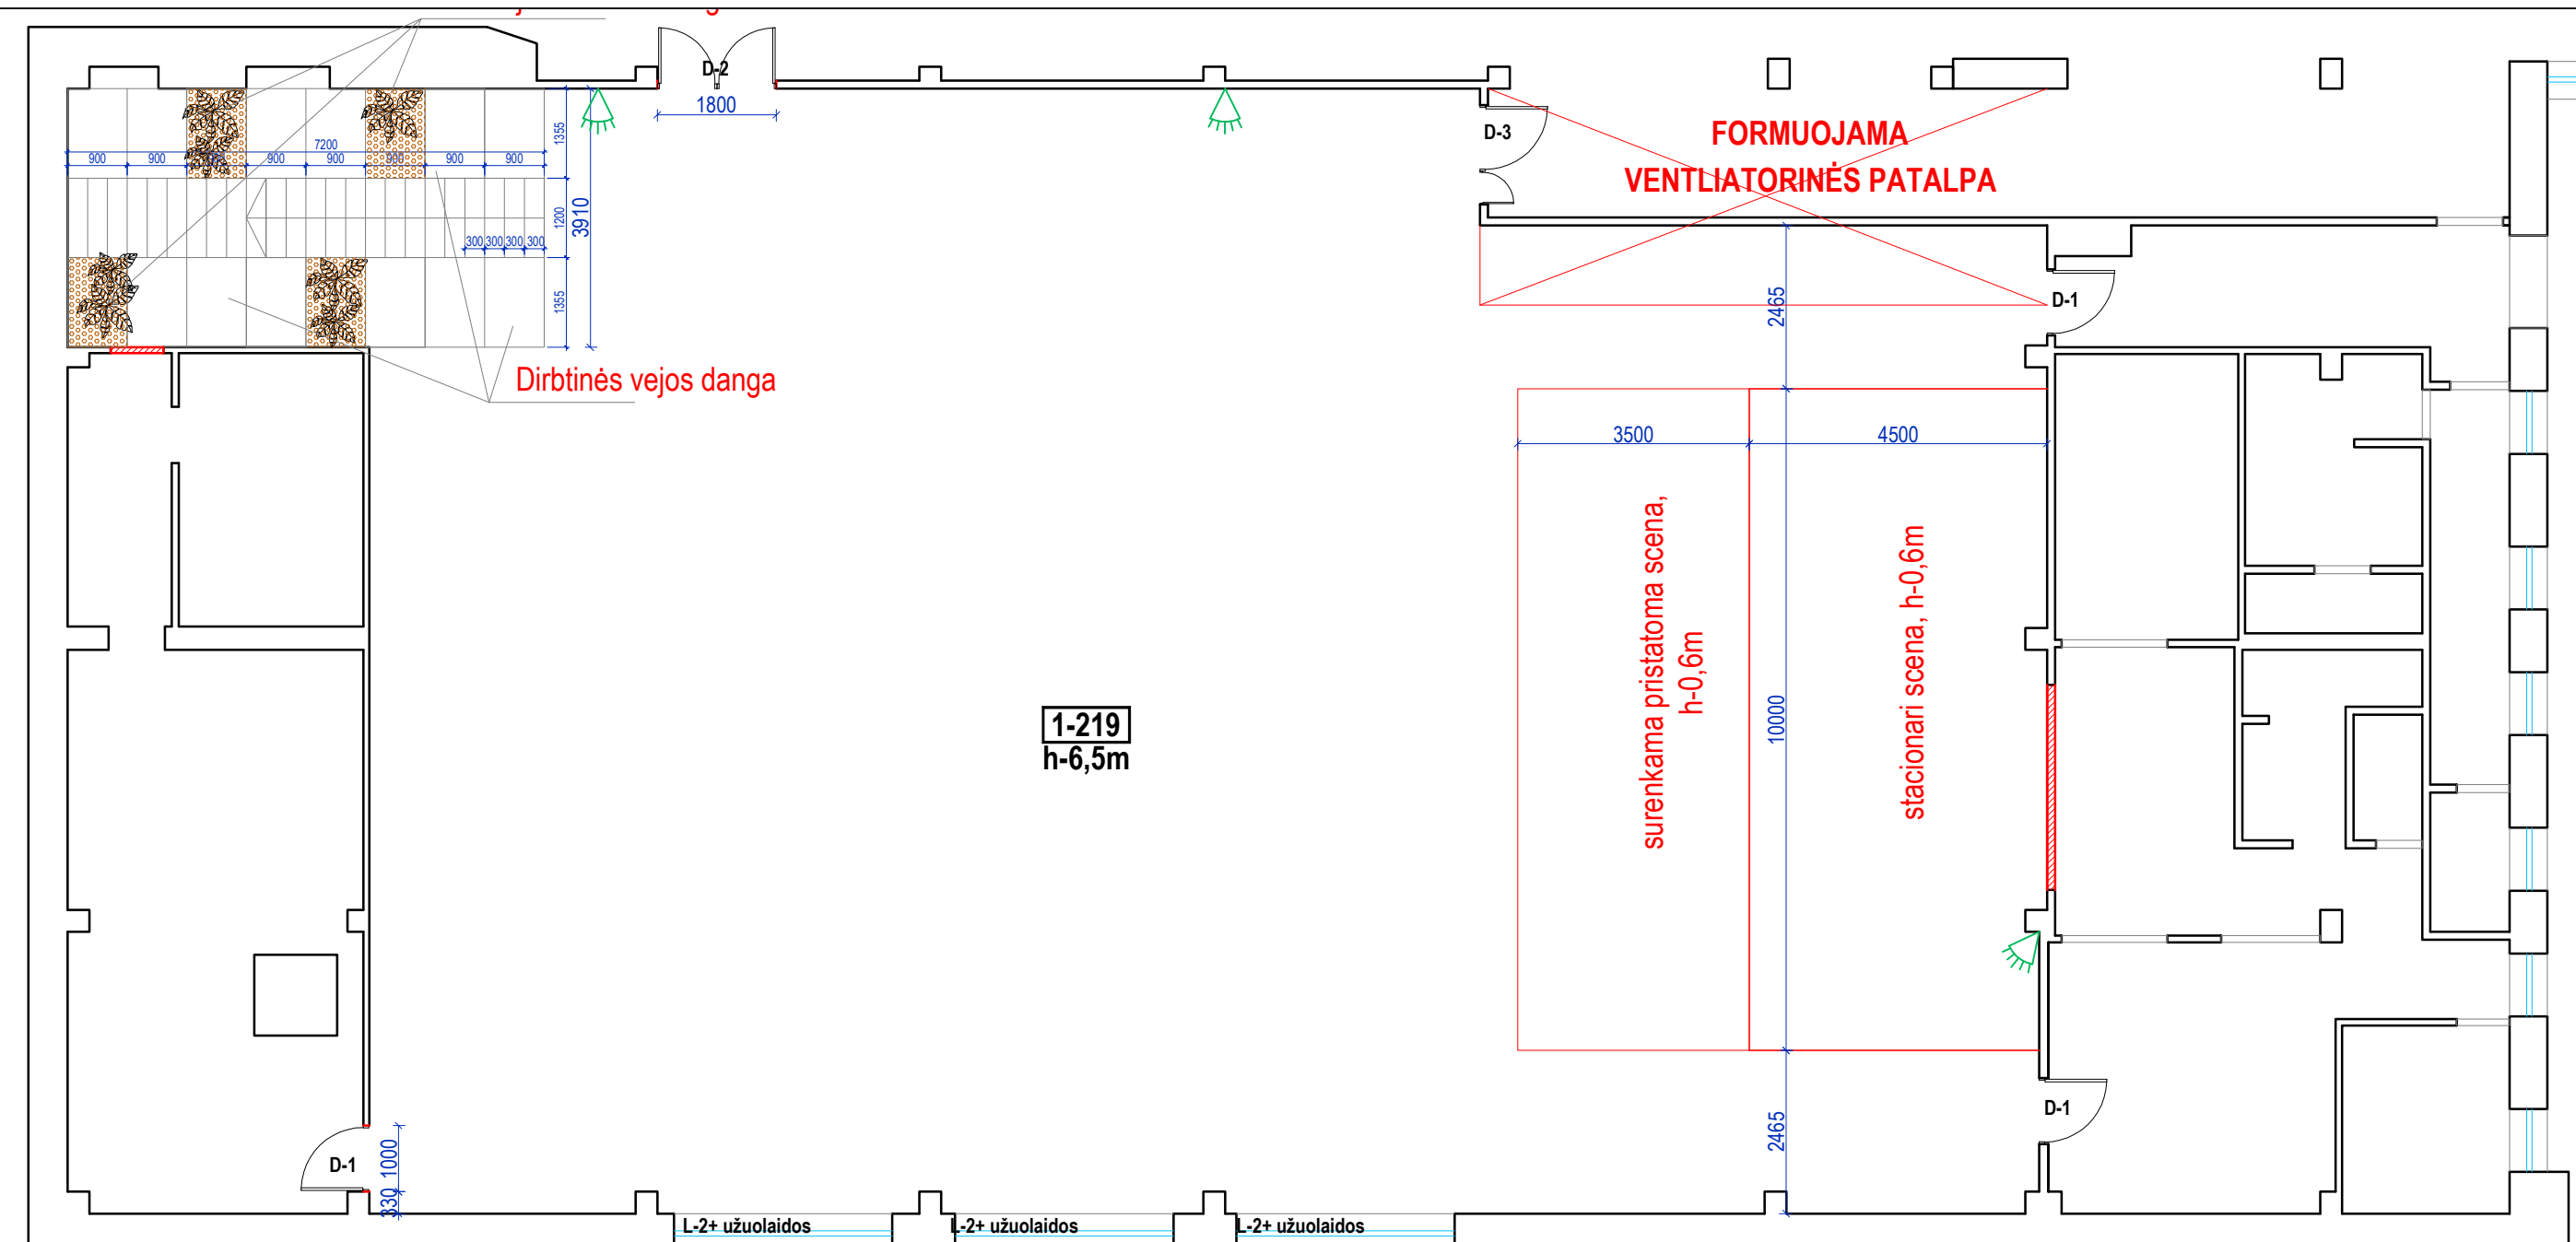 D-2
1800
1355
7200
900
900
900
900
900
900
900
1200
3910
300
300
300
300
1355
Dirbtinės vejos danga
D-3
FORMUOJAMA
VENTLIATORINĖS PATALPA
2465
D-1
3500
4500
surenkama pristatoma scena,
h-0,6m
stacionari scena, h-0,6m
10000
1-219
h-6,5m
2465
D-1
D-1
1000
330
L-2+ užuolaidos
L-2+ užuolaidos
L-2+ užuolaidos